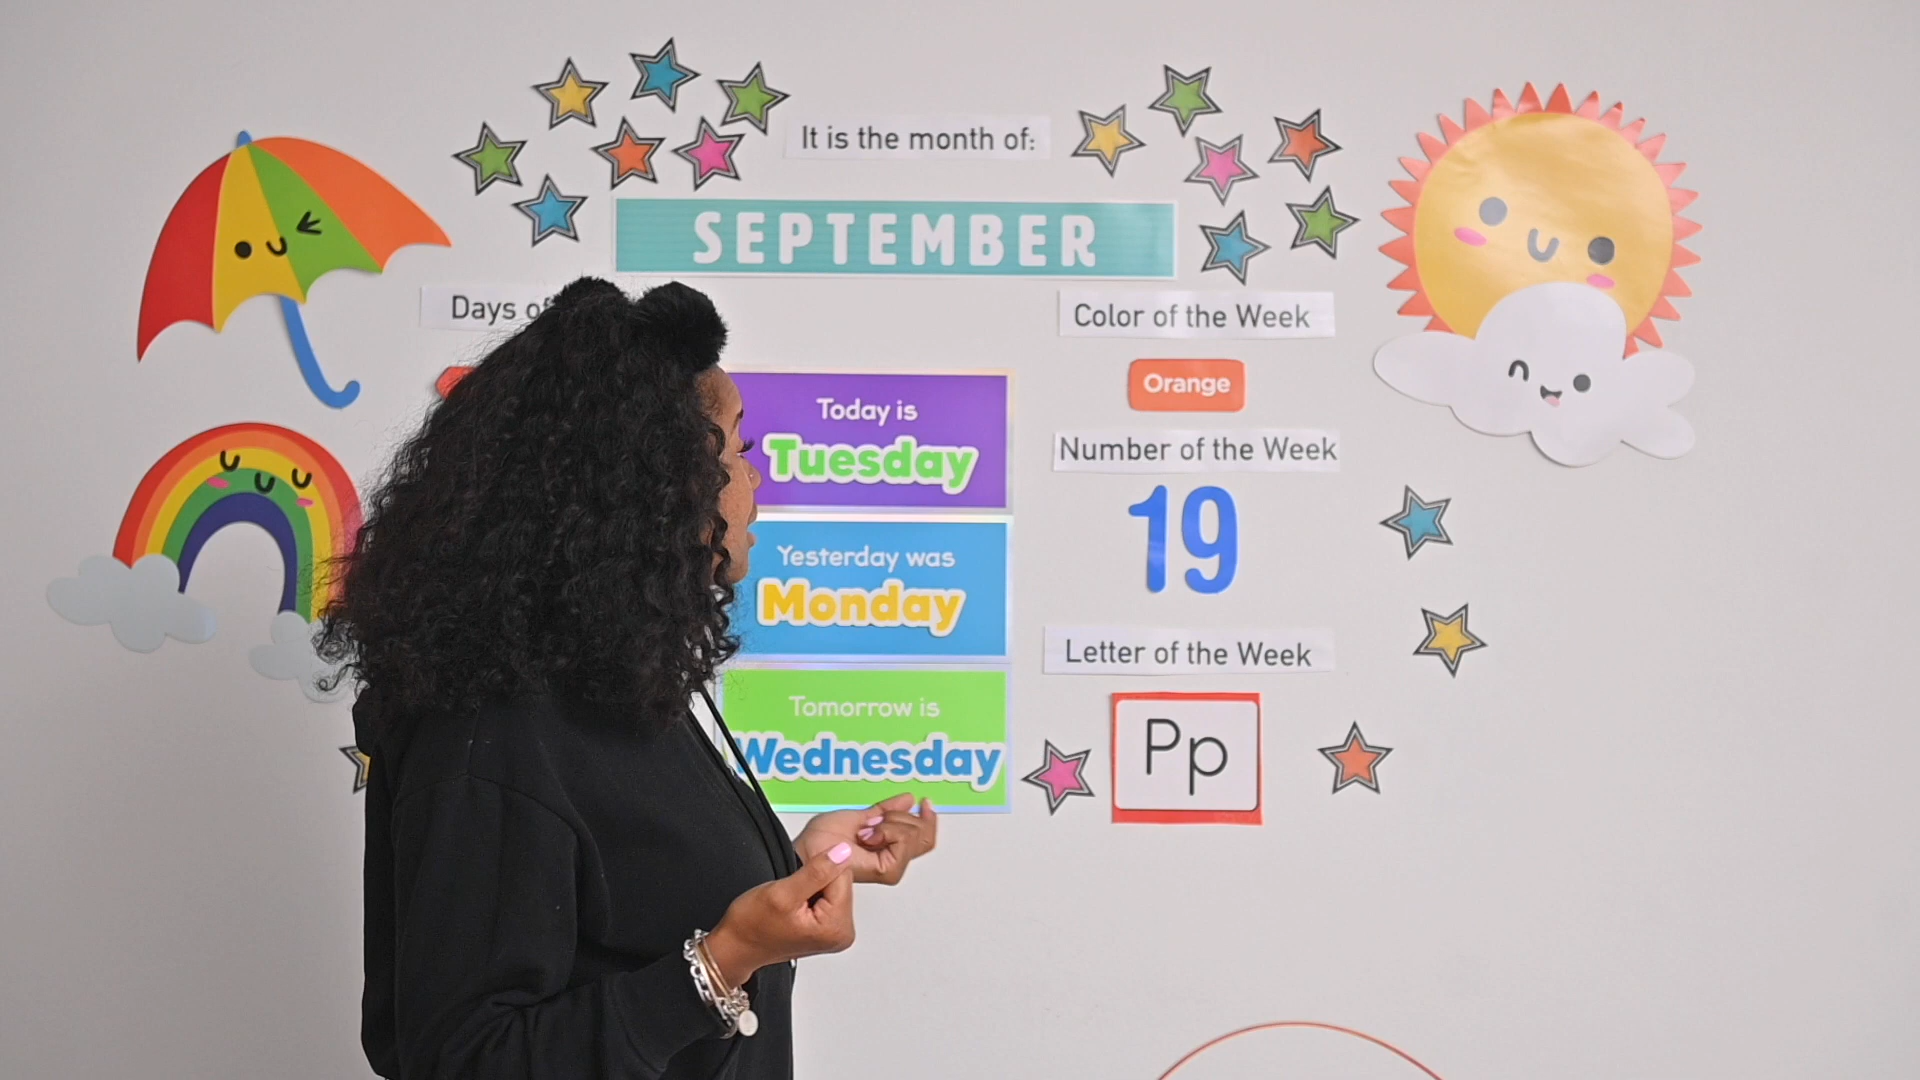 It is the month of:
SEPTEMBER
Days of
Color of the Week
Orange
Today is
Tuesday
Number of the Week
19
Yesterday was
Monday
Letter of the Week
Pp
Tomorrow is
Wednesday